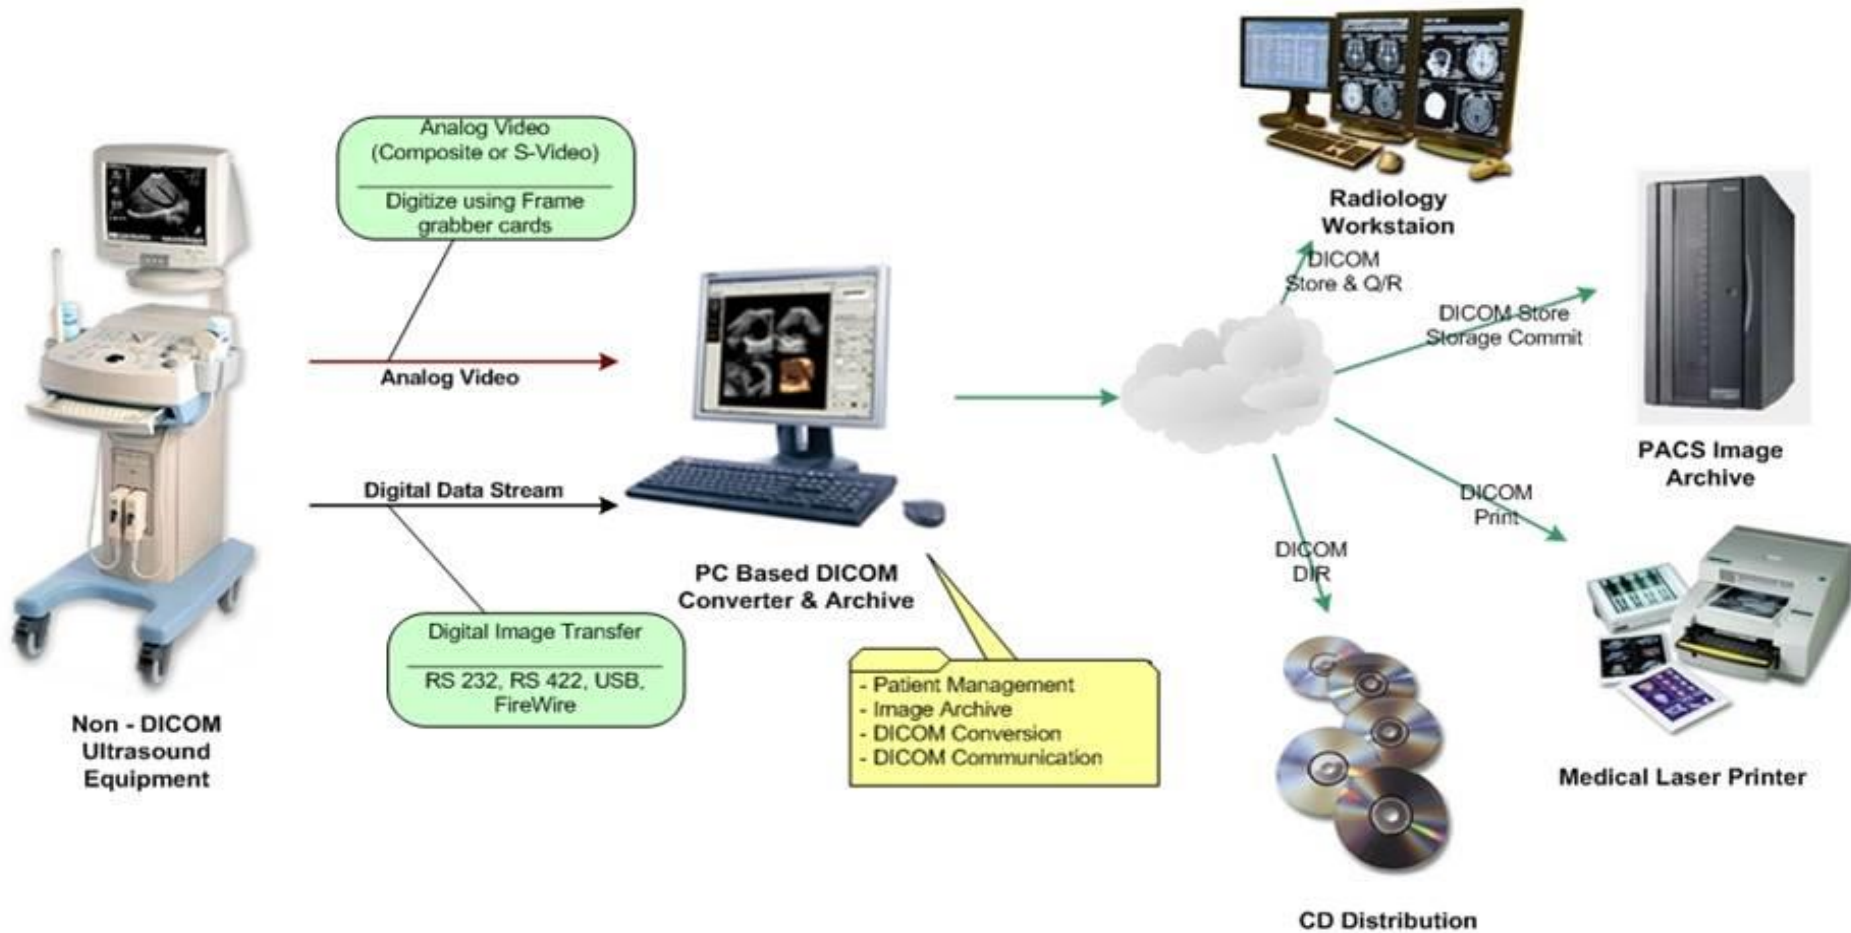 Analog Video
(Composite or S-Video)
Digitize using Frame
grabber cards
Analog Video
Digital Data Stream
Digital Image Transfer
RS 232, RS 422, USB,
FireWire
Non - DICOM
Ultrasound
Equipment
PC Based DICOM
Converter & Archive
- Patient Management
- Image Archive
- DICOM Conversion
- DICOM Communication
Radiology
Workstaion
DICOM
Store & Q/R
DICOM Store
Storage Commit
PACS Image
Archive
DICOM
Print
DICOM
DIR
Medical Laser Printer
CD Distribution